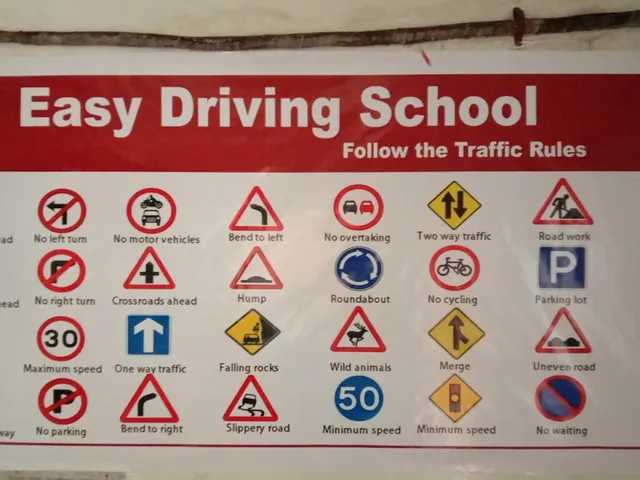 Easy Driving School
Follow the Traffic Rules
ead No left turn No motor vehicles Bend to left No overtaking Two way traffic Road work
P
head No right turn Crossroads ahead Hump Roundabout No cycling Parking lot
30
Maximum speed One way traffic Falling rocks Wild animals Merge Uneven road
P 50
way No parking Bend to right Slippery road Minimum speed Minimum speed No waiting